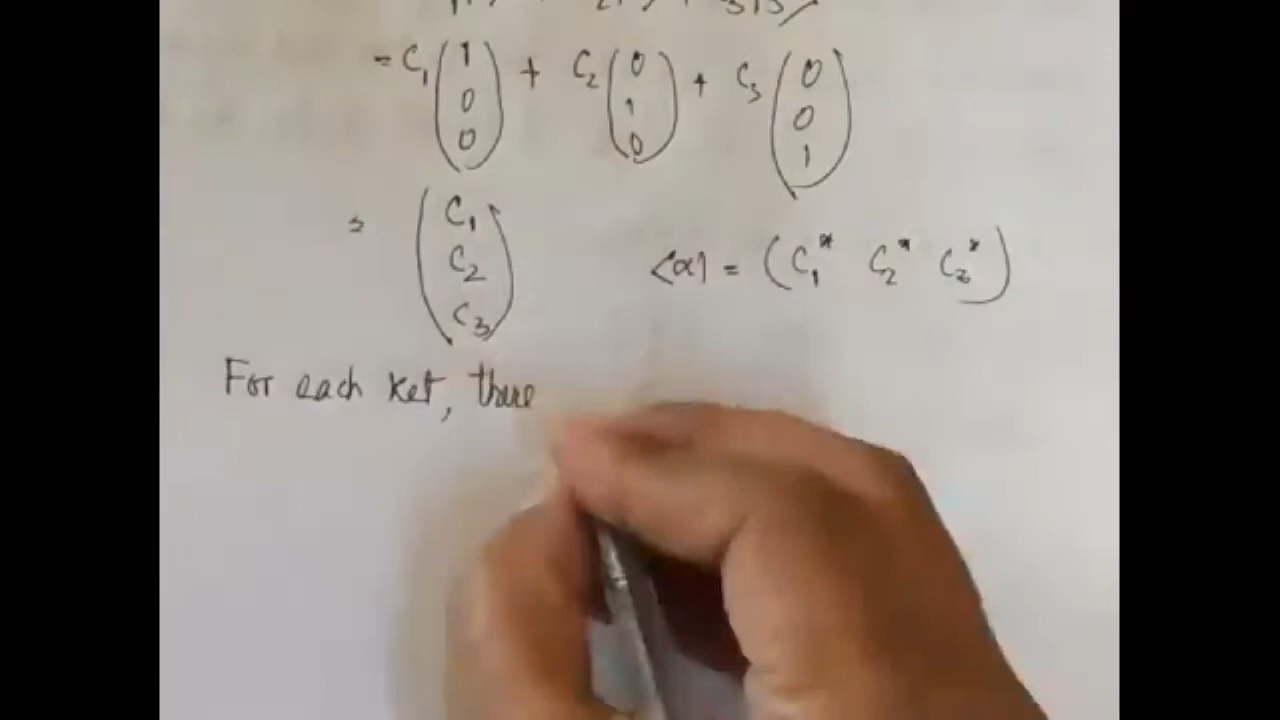 = C₁ (1 0 0) + C₂ (0 1 0) + C₃ (0 0 1)
= (C₁ C₂ C₃)
<α| = (C₁* C₂* C₃*)
For each ket, there